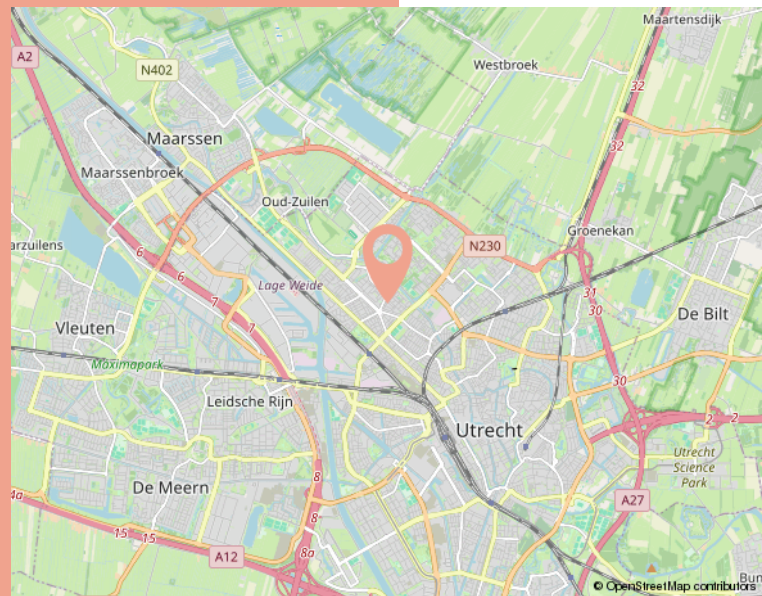 Maartensdijk
A2
N402
Westbroek
32
Maarssen
32
Maarssenbroek
Oud-Zuilen
Groenekan
arzuilens
6
N230
6
Lage Weide
7
31
30
Vleuten
7
De Bilt
Maximapark
30
Leidsche Rijn
2
2
Utrecht
Utrecht
Science
Park
8
De Meern
4a
A27
8
15
15
A12
8a
Bun
© OpenStreetMap contributors